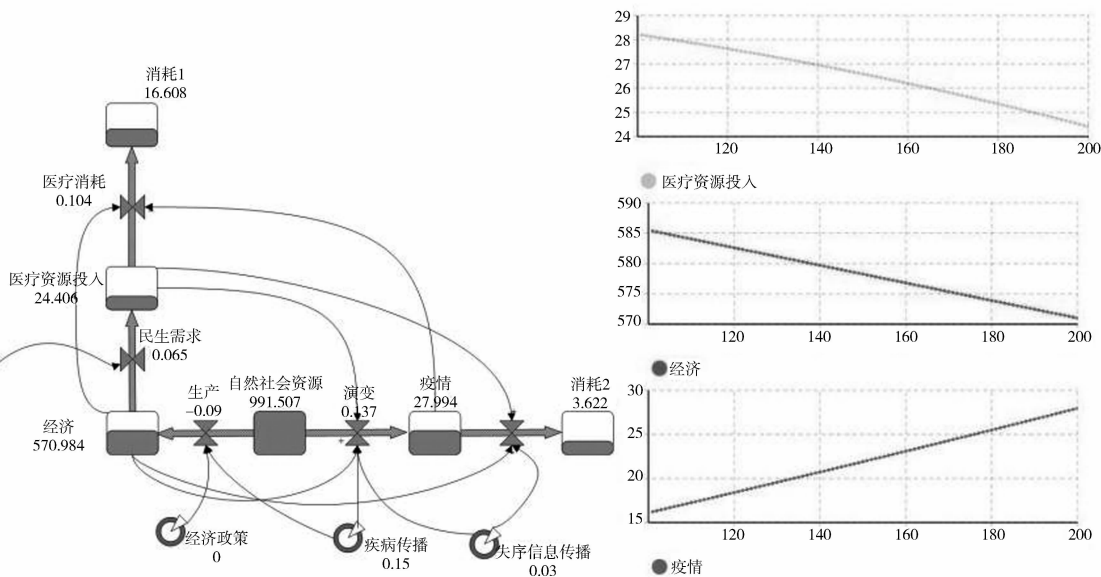 消耗1
16.608
医疗消耗
0.104
医疗资源投入
24.406
民生需求
0.065
生产
-0.09
自然社会资源
991.507
演变
0.137
疫情
27.994
消耗2
3.622
经济
570.984
+
经济政策
0
疾病传播
0.15
失序信息传播
0.03
29
28
27
26
25
24
120 140 160 180 200
医疗资源投入
590
585
580
575
570
120 140 160 180 200
经济
30
25
20
15
120 140 160 180 200
疫情